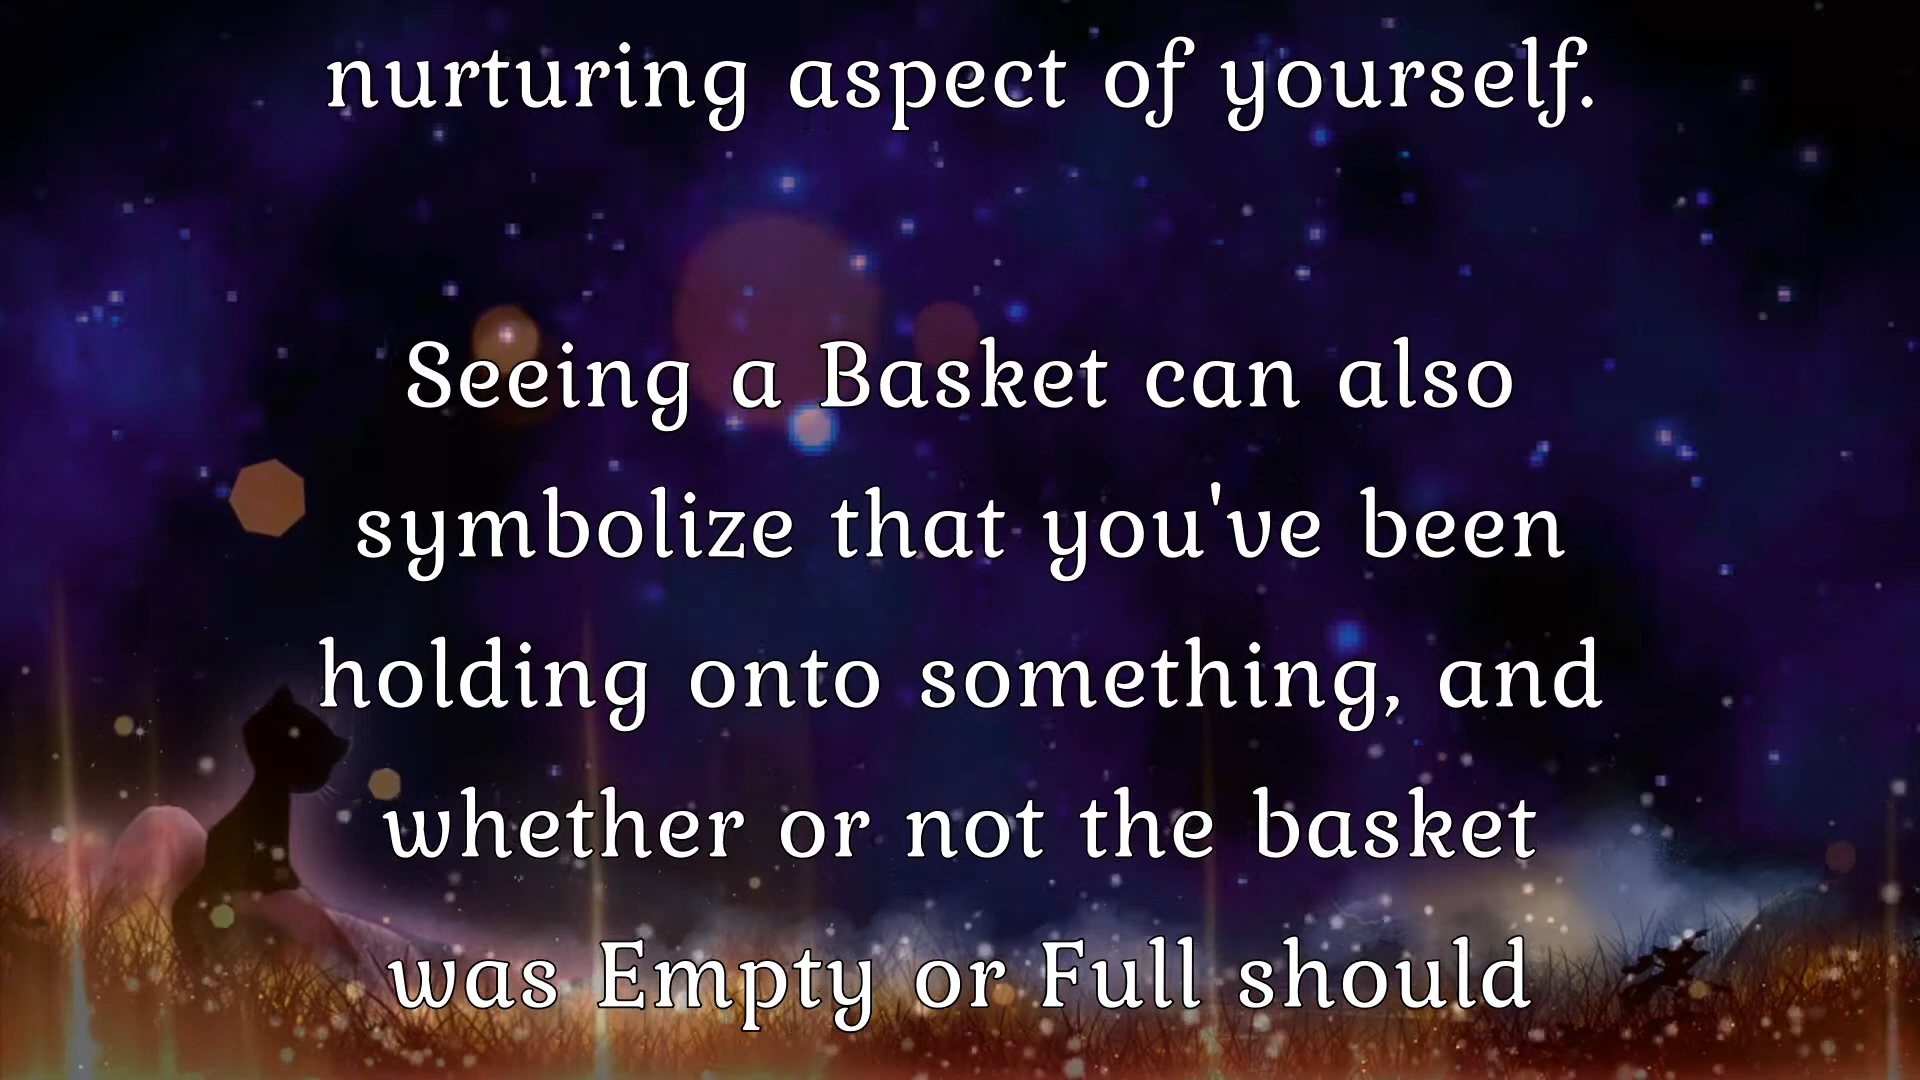 nurturing aspect of yourself.
Seeing a Basket can also
symbolize that you've been
holding onto something, and
whether or not the basket
was Empty or Full should